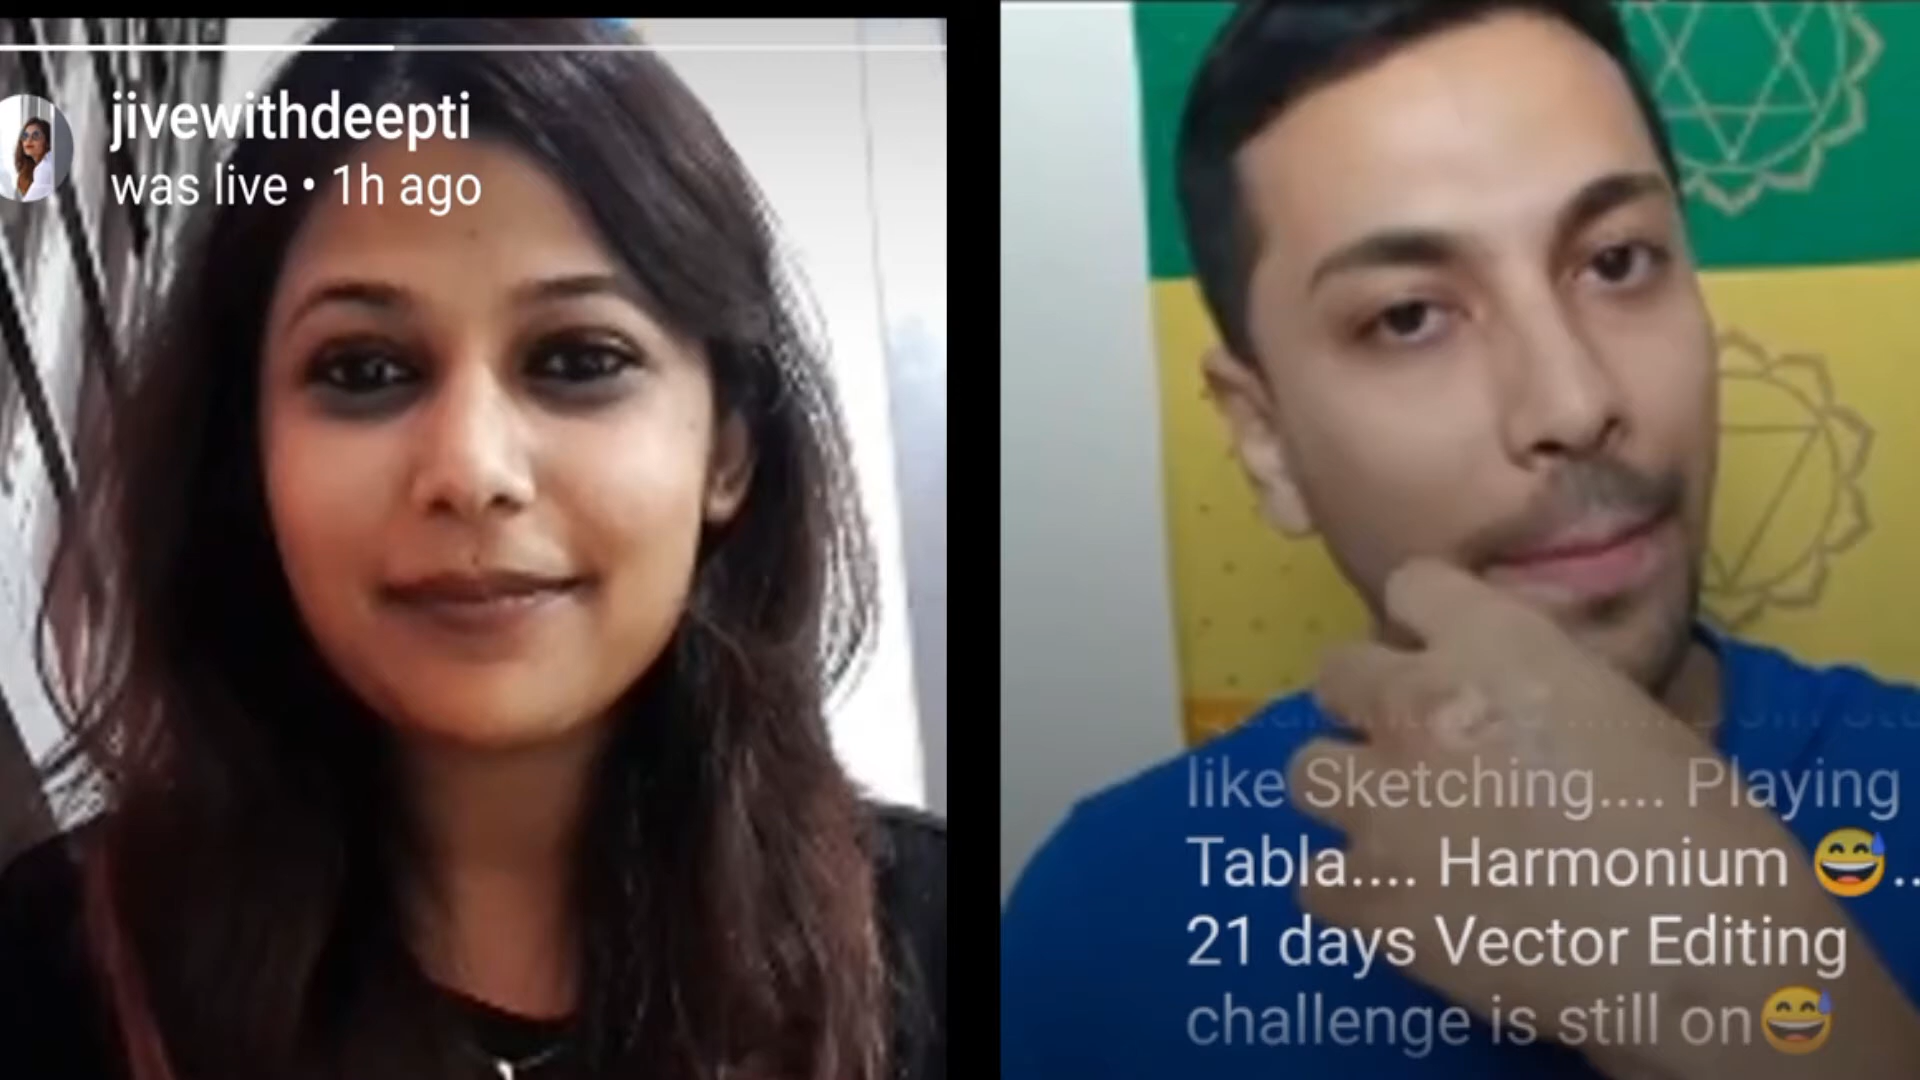 jivewithdeepti
was live • 1h ago
like Sketching.... Playing
Tabla.... Harmonium 😅..
21 days Vector Editing
challenge is still on😅